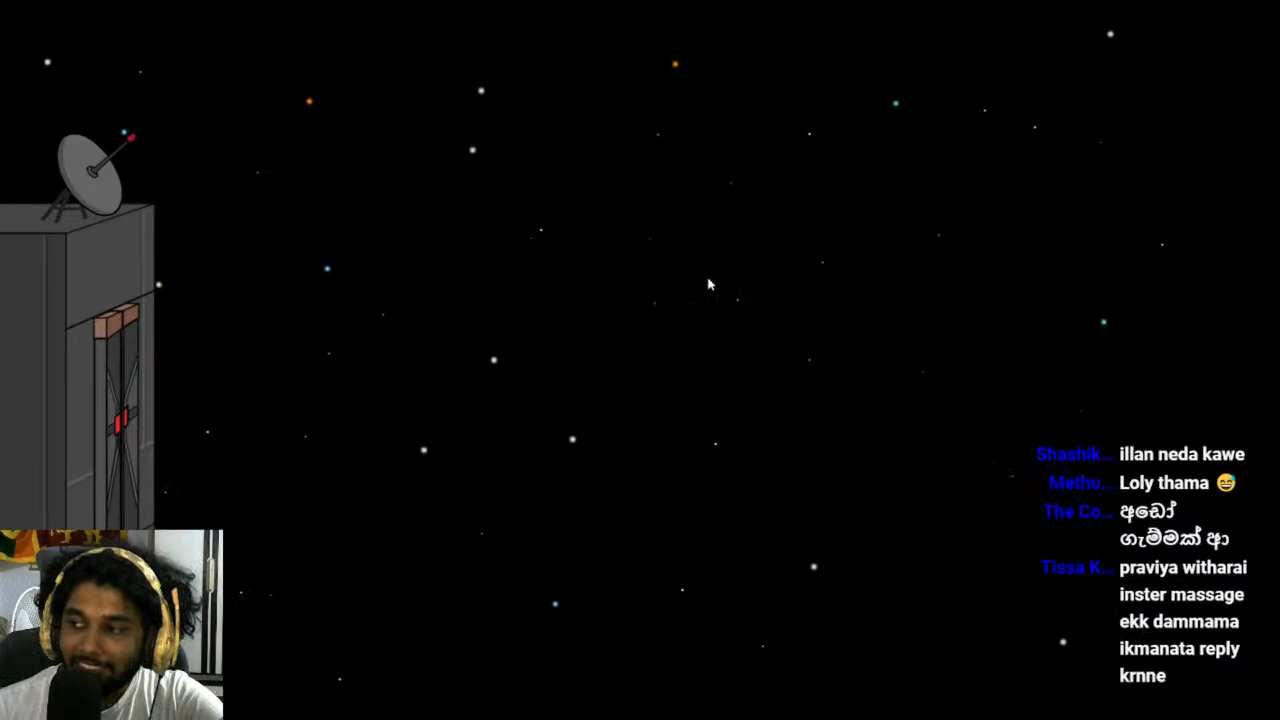 Shashik... illan neda kawe
Methu... Loly thama 😅
The Co... අඩෝ
ගැම්මක් ආ
Tissa K... praviya witharai
inster massage
ekk dammama
ikmanata reply
krnne